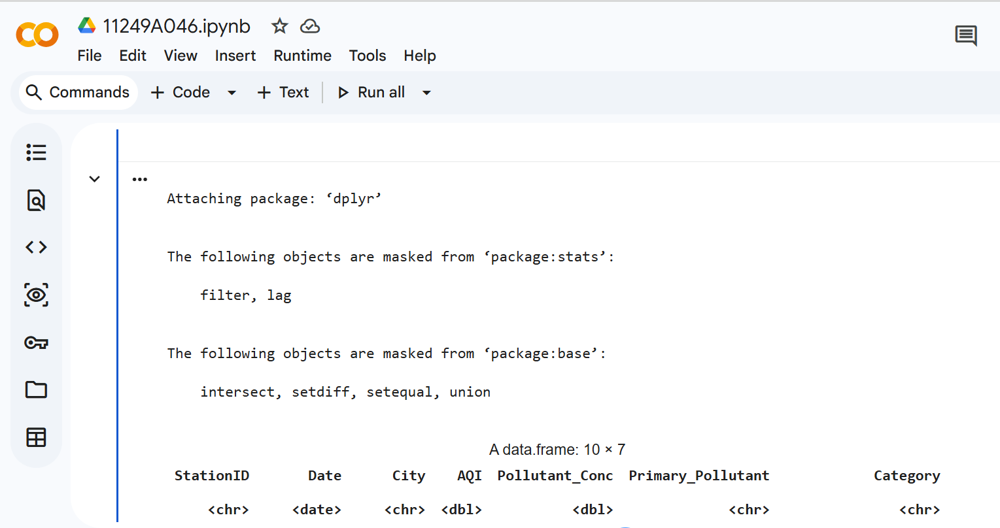 11249A046.ipynb
File Edit View Insert Runtime Tools Help
Commands + Code + Text Run all
Attaching package: ‘dplyr’
The following objects are masked from ‘package:stats’:
filter, lag
The following objects are masked from ‘package:base’:
intersect, setdiff, setequal, union
A data.frame: 10 × 7
StationID Date City AQI Pollutant_Conc Primary_Pollutant Category
<chr> <date> <chr> <dbl> <dbl> <chr> <chr>